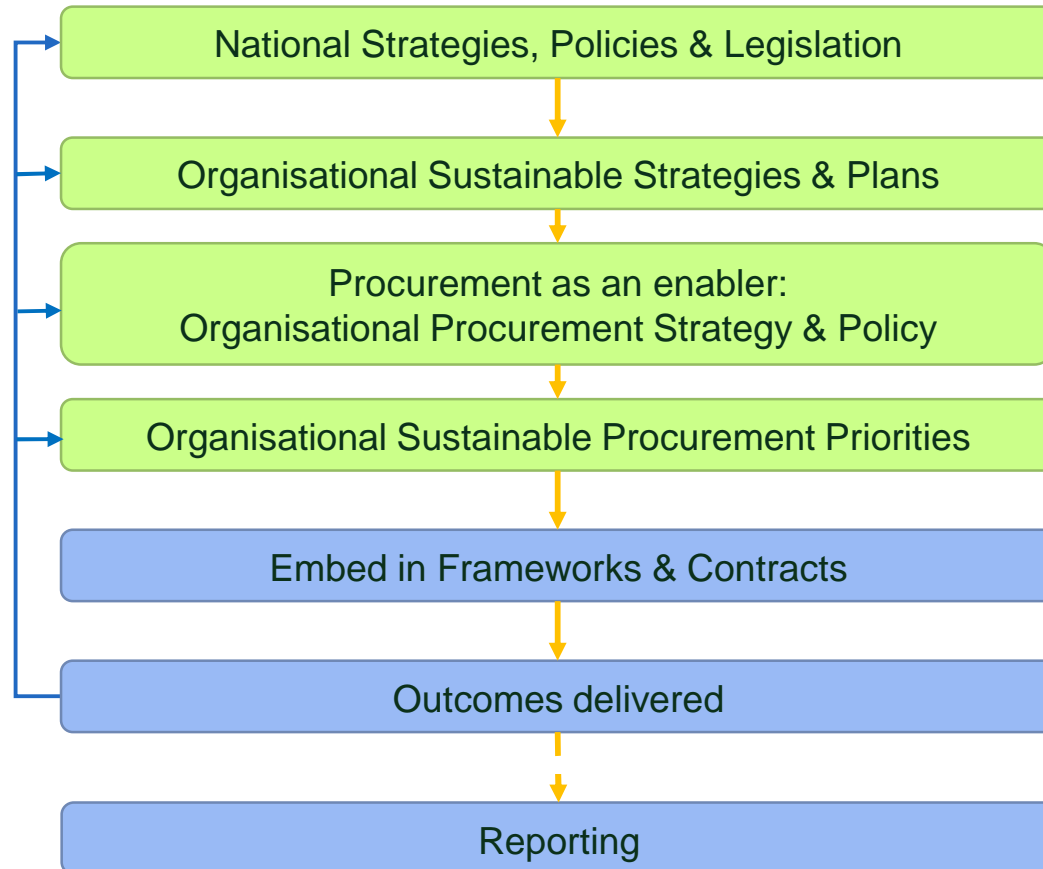 National Strategies, Policies & Legislation
Organisational Sustainable Strategies & Plans
Procurement as an enabler:
Organisational Procurement Strategy & Policy
Organisational Sustainable Procurement Priorities
Embed in Frameworks & Contracts
Outcomes delivered
Reporting